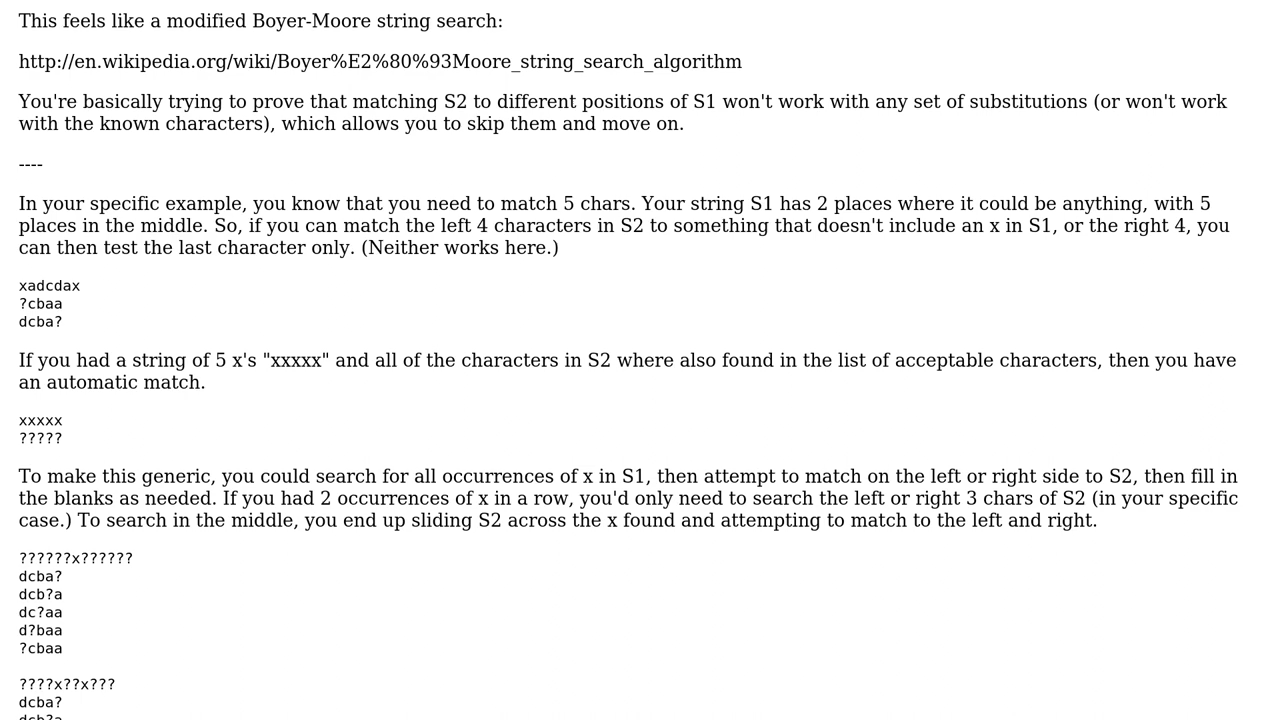 This feels like a modified Boyer-Moore string search:
http://en.wikipedia.org/wiki/Boyer%E2%80%93Moore_string_search_algorithm
You're basically trying to prove that matching S2 to different positions of S1 won't work with any set of substitutions (or won't work
with the known characters), which allows you to skip them and move on.
----
In your specific example, you know that you need to match 5 chars. Your string S1 has 2 places where it could be anything, with 5
places in the middle. So, if you can match the left 4 characters in S2 to something that doesn't include an x in S1, or the right 4, you
can then test the last character only. (Neither works here.)
xadcdax
?cbaa
dcba?
If you had a string of 5 x's "xxxxx" and all of the characters in S2 where also found in the list of acceptable characters, then you have
an automatic match.
xxxxx
?????
To make this generic, you could search for all occurrences of x in S1, then attempt to match on the left or right side to S2, then fill in
the blanks as needed. If you had 2 occurrences of x in a row, you'd only need to search the left or right 3 chars of S2 (in your specific
case.) To search in the middle, you end up sliding S2 across the x found and attempting to match to the left and right.
??????x??????
dcba?
dcb?a
dc?aa
d?baa
?cbaa
????x??x???
dcba?
dcb?a